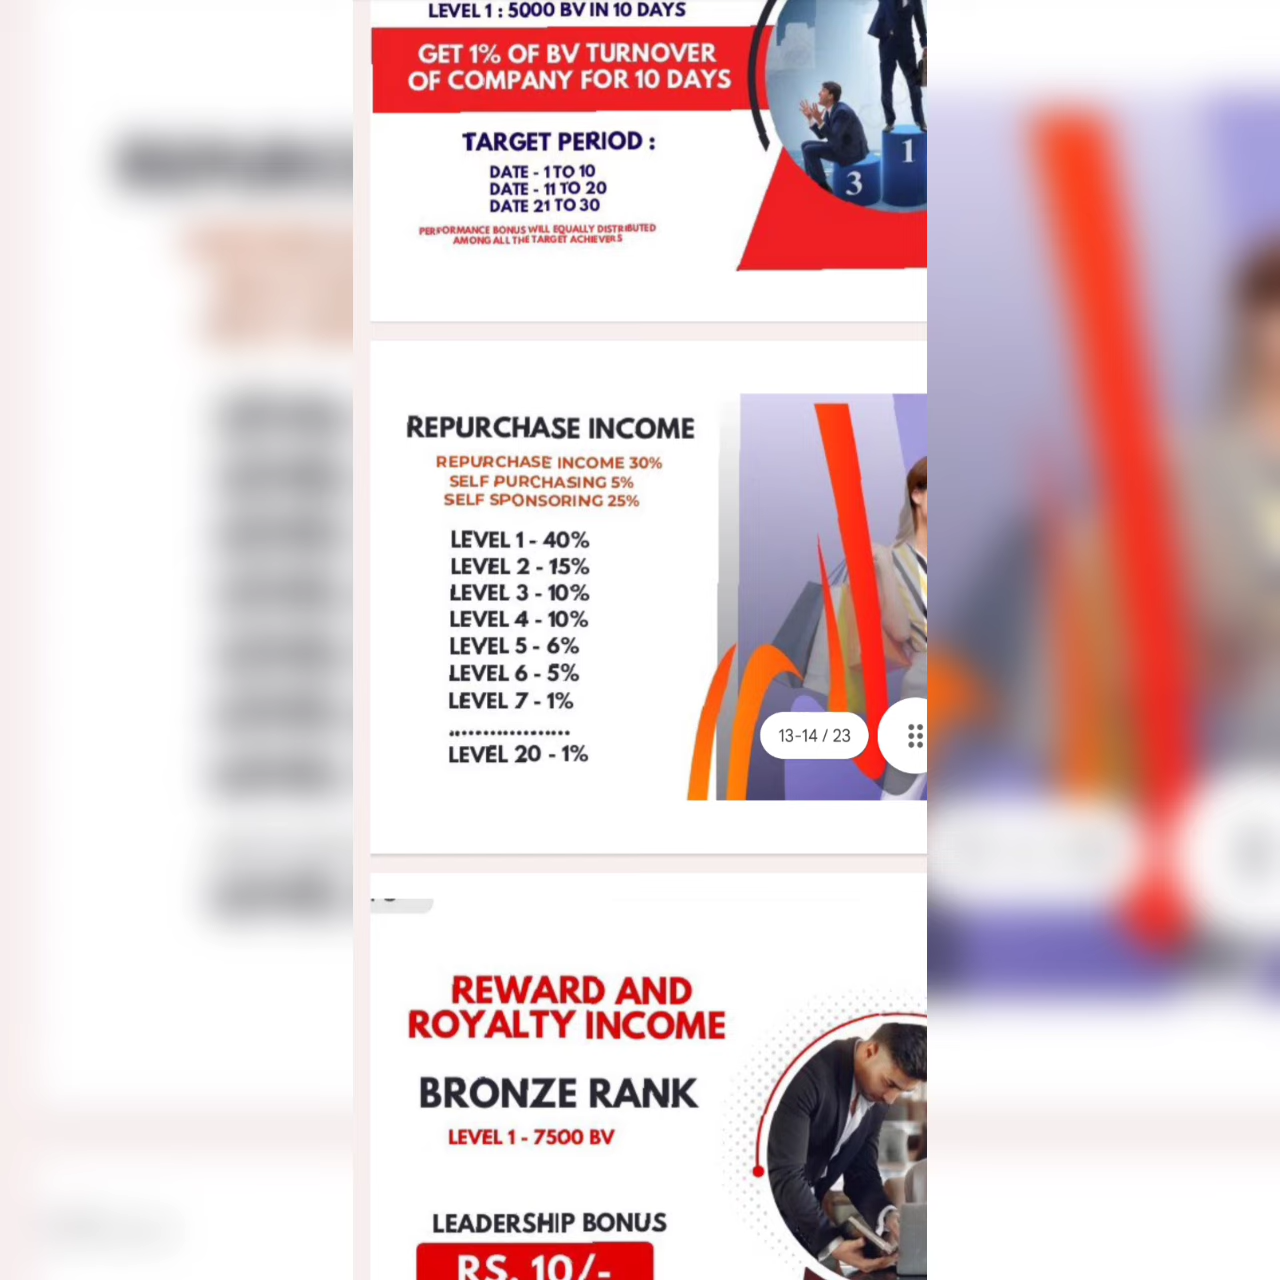 LEVEL 1 : 5000 BV IN 10 DAYS
GET 1% OF BV TURNOVER
OF COMPANY FOR 10 DAYS
TARGET PERIOD :
DATE - 1 TO 10
DATE - 11 TO 20
DATE 21 TO 30
PERFORMANCE BONUS WILL EQUALLY DISTRIBUTED
AMONG ALL THE TARGET ACHIEVERS
3
1
REPURCHASE INCOME
REPURCHASE INCOME 30%
SELF PURCHASING 5%
SELF SPONSORING 25%
LEVEL 1 - 40%
LEVEL 2 - 15%
LEVEL 3 - 10%
LEVEL 4 - 10%
LEVEL 5 - 6%
LEVEL 6 - 5%
LEVEL 7 - 1%
..................
LEVEL 20 - 1%
13-14 / 23
REWARD AND
ROYALTY INCOME
BRONZE RANK
LEVEL 1 - 7500 BV
LEADERSHIP BONUS
RS. 10/-